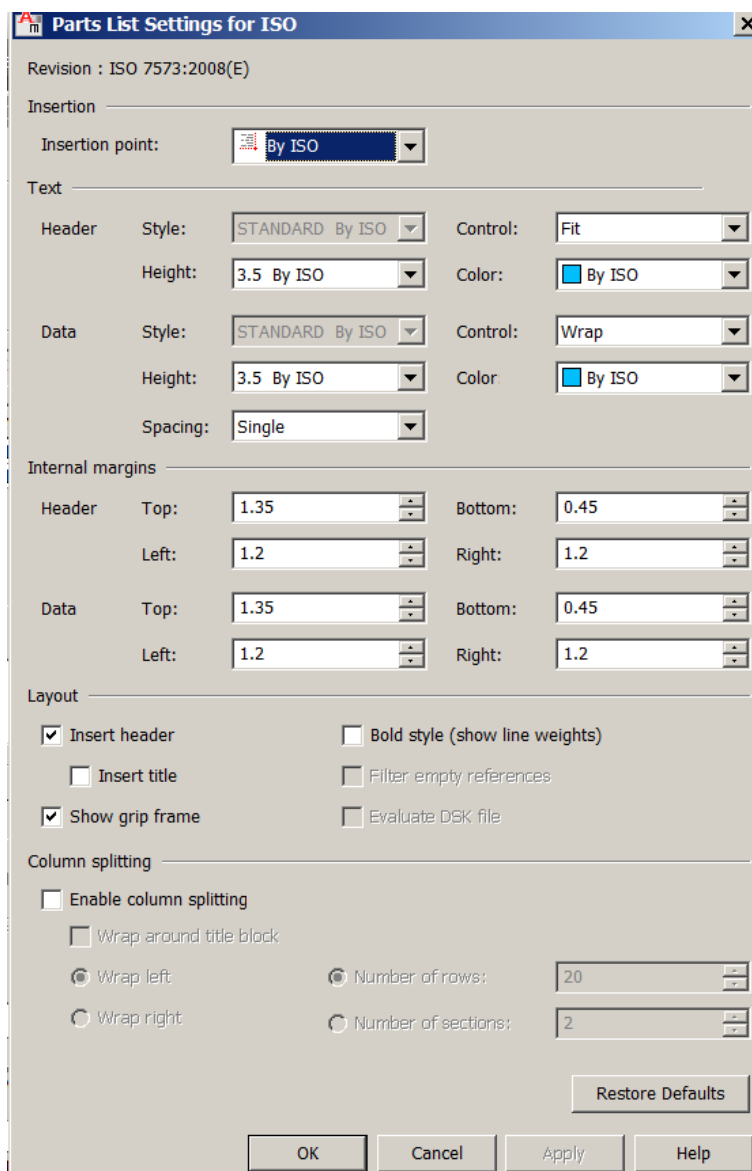 Parts List Settings for ISO
Revision : ISO 7573:2008(E)
Insertion
Insertion point: By ISO
Text
Header Style: STANDARD By ISO Control: Fit
Height: 3.5 By ISO Color: By ISO
Data Style: STANDARD By ISO Control: Wrap
Height: 3.5 By ISO Color: By ISO
Spacing: Single
Internal margins
Header Top: 1.35 Bottom: 0.45
Left: 1.2 Right: 1.2
Data Top: 1.35 Bottom: 0.45
Left: 1.2 Right: 1.2
Layout
Insert header Bold style (show line weights)
Insert title Filter empty references
Show grip frame Evaluate DSK file
Column splitting
Enable column splitting
Wrap around title block
Wrap left Number of rows: 20
Wrap right Number of sections: 2
Restore Defaults
OK Cancel Apply Help